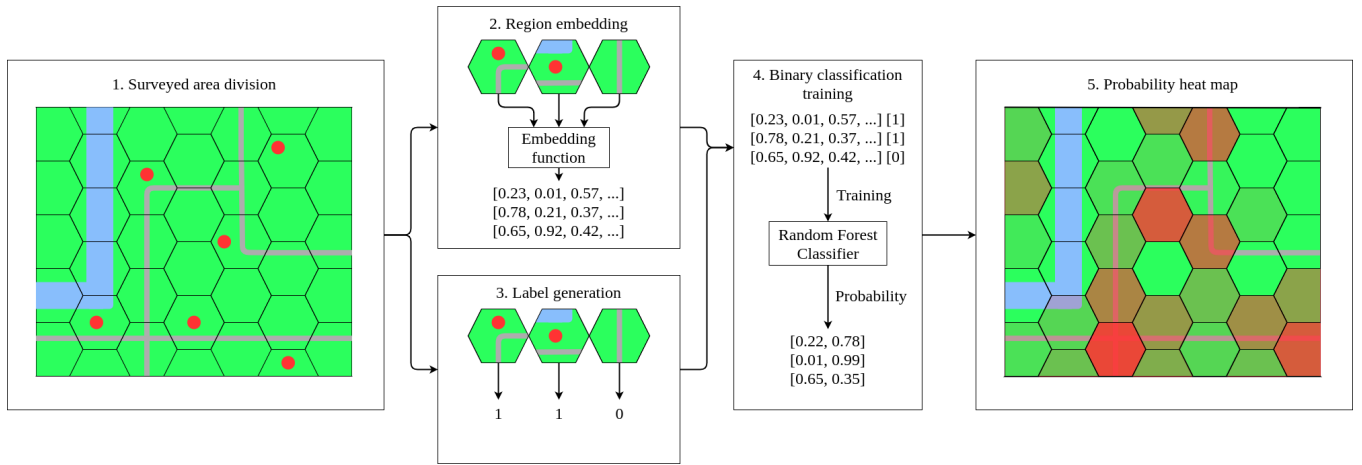 1. Surveyed area division
2. Region embedding
Embedding
function
[0.23, 0.01, 0.57, ...]
[0.78, 0.21, 0.37, ...]
[0.65, 0.92, 0.42, ...]
3. Label generation
1 1 0
4. Binary classification
training
[0.23, 0.01, 0.57, ...] [1]
[0.78, 0.21, 0.37, ...] [1]
[0.65, 0.92, 0.42, ...] [0]
Training
Random Forest
Classifier
Probability
[0.22, 0.78]
[0.01, 0.99]
[0.65, 0.35]
5. Probability heat map